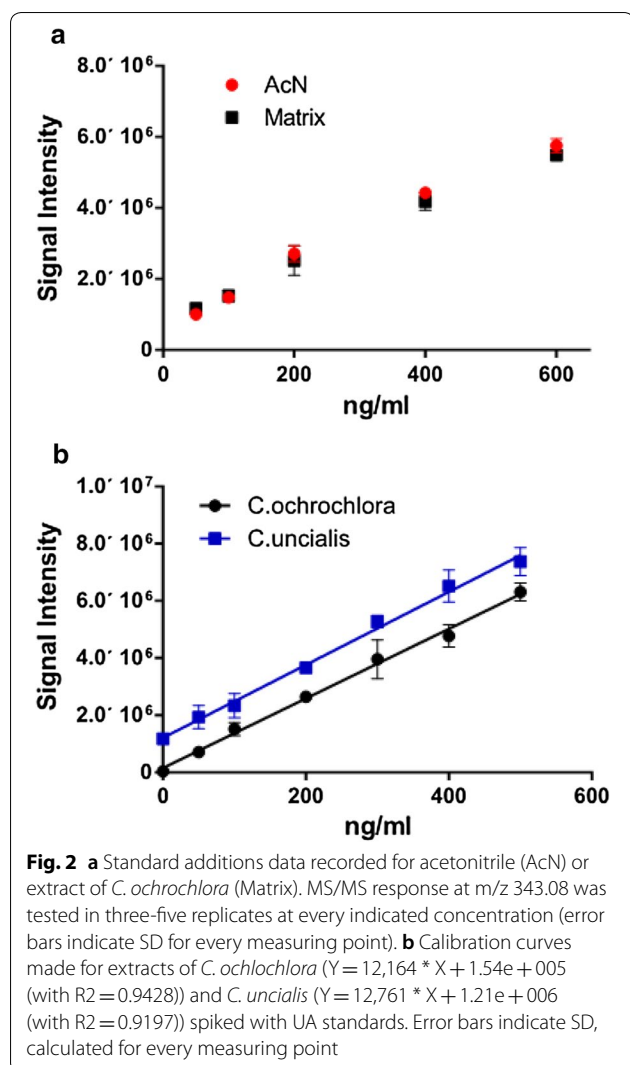 a
8.0´ 10⁶
AcN
Matrix
6.0´ 10⁶
4.0´ 10⁶
2.0´ 10⁶
0
Signal Intensity
0 200 400 600
ng/ml
b
1.0´ 10⁷
C.ochrochlora
C.uncialis
8.0´ 10⁶
6.0´ 10⁶
4.0´ 10⁶
2.0´ 10⁶
0
Signal Intensity
0 200 400 600
ng/ml
Fig. 2 a Standard additions data recorded for acetonitrile (AcN) or
extract of C. ochrochlora (Matrix). MS/MS response at m/z 343.08 was
tested in three-five replicates at every indicated concentration (error
bars indicate SD for every measuring point). b Calibration curves
made for extracts of C. ochlochlora (Y = 12,164 * X + 1.54e + 005
(with R2 = 0.9428)) and C. uncialis (Y = 12,761 * X + 1.21e + 006
(with R2 = 0.9197)) spiked with UA standards. Error bars indicate SD,
calculated for every measuring point